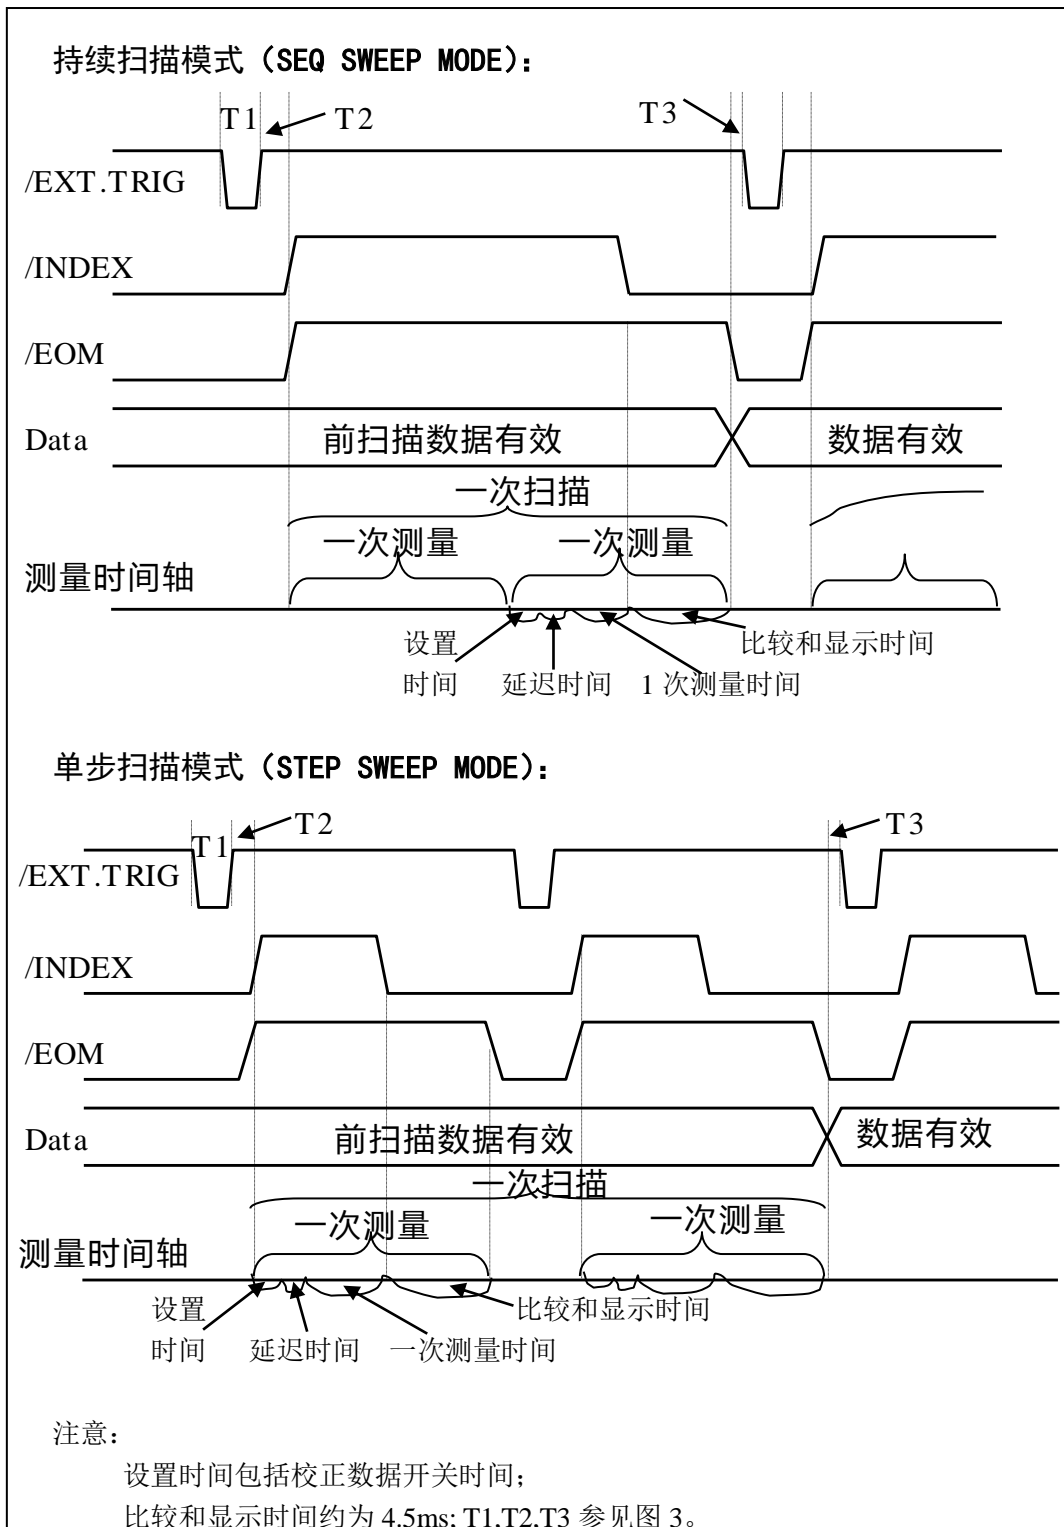 持续扫描模式（SEQ SWEEP MODE）：
T1
T2
T3
/EXT.TRIG
/INDEX
/EOM
Data
前扫描数据有效
数据有效
一次扫描
一次测量
一次测量
测量时间轴
设置
时间
延迟时间
1 次测量时间
比较和显示时间
单步扫描模式（STEP SWEEP MODE）：
T1
T2
T3
/EXT.TRIG
/INDEX
/EOM
Data
前扫描数据有效
数据有效
一次扫描
一次测量
一次测量
测量时间轴
设置
时间
延迟时间
一次测量时间
比较和显示时间
注意：
设置时间包括校正数据开关时间；
比较和显示时间约为 4.5ms; T1,T2,T3 参见图 3。